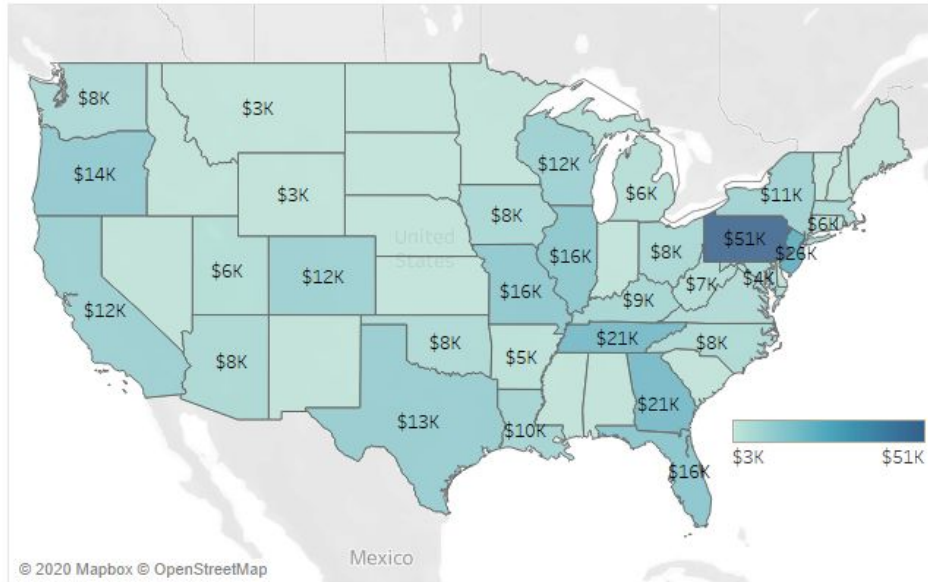 $8K
$3K
$14K
$12K
$6K
$11K
$3K
$8K
$6K
United
States
$51K
$26K
$6K
$12K
$16K
$8K
$4K
$12K
$16K
$7K
$9K
$8K
$8K
$5K
$21K
$8K
$13K
$10K
$21K
$16K
$3K
$51K
Mexico
© 2020 Mapbox © OpenStreetMap